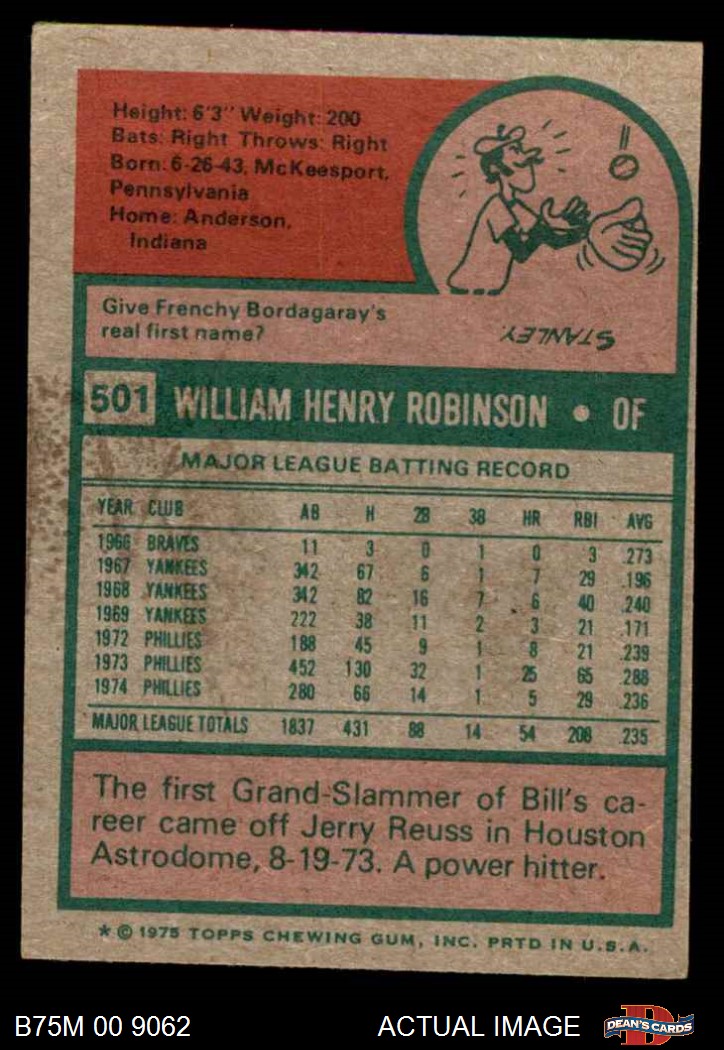 Height: 6'3" Weight: 200
Bats: Right Throws: Right
Born: 6-26-43, McKeesport,
Pennsylvania
Home: Anderson,
Indiana
Give Frenchy Bordagaray's
real first name?
STANLEY.
501 WILLIAM HENRY ROBINSON • OF
MAJOR LEAGUE BATTING RECORD
YEAR CLUB AB H 2B 3B HR RBI AVG
1966 BRAVES 11 3 0 1 0 3 .273
1967 YANKEES 342 67 6 1 7 29 .196
1968 YANKEES 342 82 16 7 6 40 .240
1969 YANKEES 222 38 11 2 3 21 .171
1972 PHILLIES 188 45 9 1 8 21 .239
1973 PHILLIES 452 130 32 1 25 65 .288
1974 PHILLIES 280 66 14 1 5 29 .236
MAJOR LEAGUE TOTALS 1837 431 88 14 54 208 .235
The first Grand-Slammer of Bill's ca-
reer came off Jerry Reuss in Houston
Astrodome, 8-19-73. A power hitter.
* © 1975 TOPPS CHEWING GUM, INC. PRTD IN U.S.A.
B75M 00 9062 ACTUAL IMAGE DEAN'S CARDS